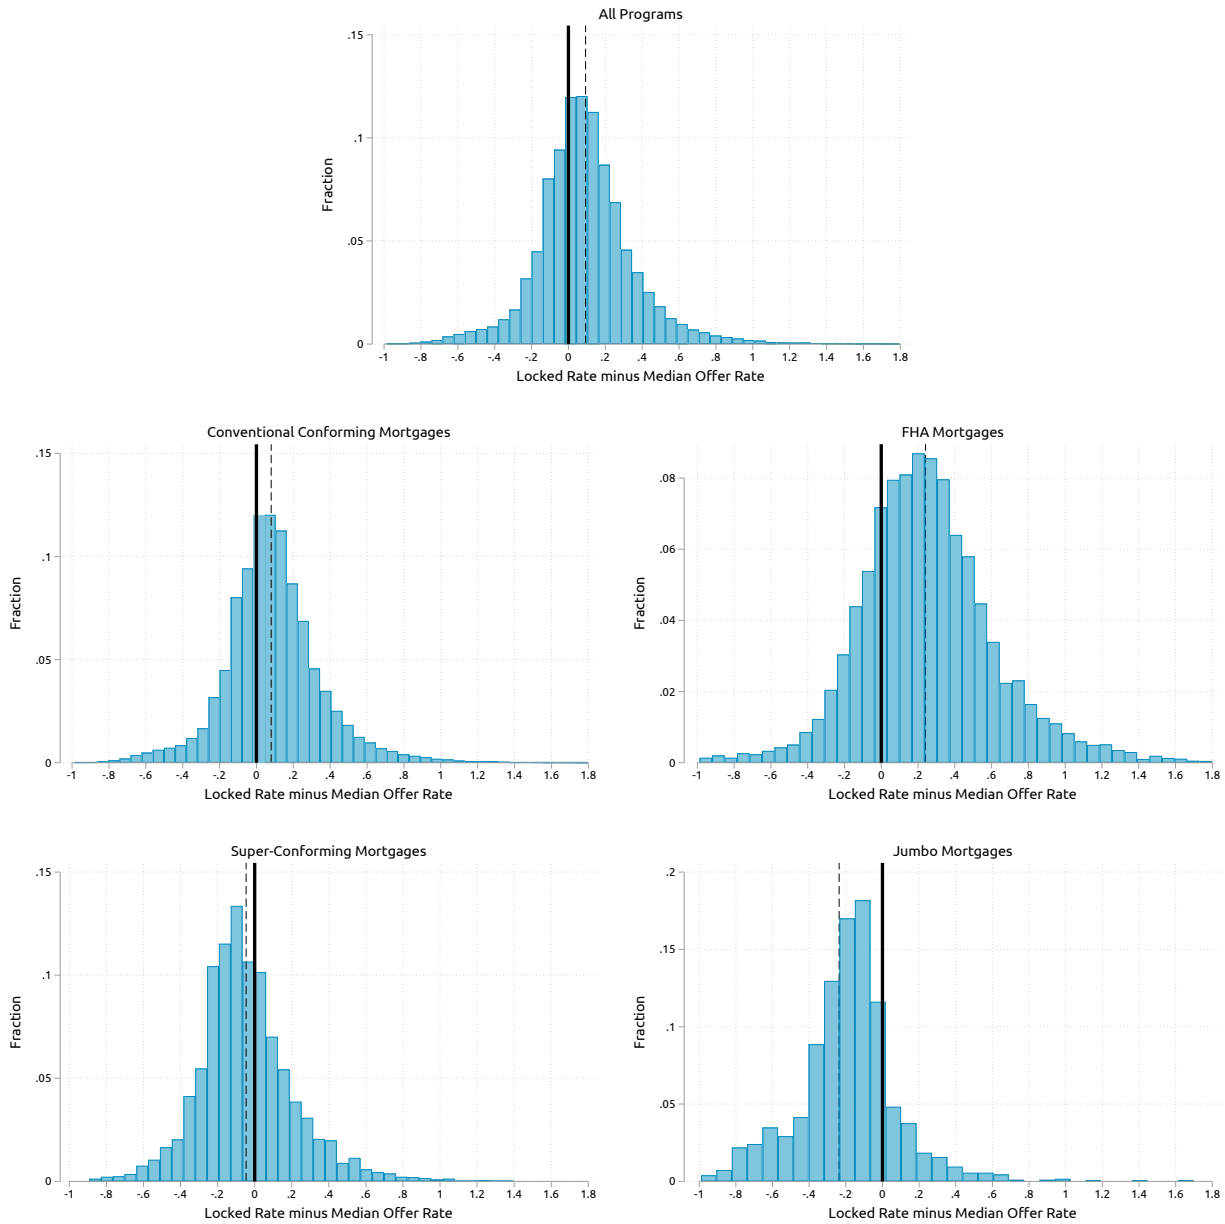 All Programs
.15
.1
.05
0
Fraction
-1 -.8 -.6 -.4 -.2 0 .2 .4 .6 .8 1 1.2 1.4 1.6 1.8
Locked Rate minus Median Offer Rate
Conventional Conforming Mortgages
.15
.1
.05
0
Fraction
-1 -.8 -.6 -.4 -.2 0 .2 .4 .6 .8 1 1.2 1.4 1.6 1.8
Locked Rate minus Median Offer Rate
FHA Mortgages
.08
.06
.04
.02
0
Fraction
-1 -.8 -.6 -.4 -.2 0 .2 .4 .6 .8 1 1.2 1.4 1.6 1.8
Locked Rate minus Median Offer Rate
Super-Conforming Mortgages
.15
.1
.05
0
Fraction
-1 -.8 -.6 -.4 -.2 0 .2 .4 .6 .8 1 1.2 1.4 1.6 1.8
Locked Rate minus Median Offer Rate
Jumbo Mortgages
.2
.15
.1
.05
0
Fraction
-1 -.8 -.6 -.4 -.2 0 .2 .4 .6 .8 1 1.2 1.4 1.6 1.8
Locked Rate minus Median Offer Rate